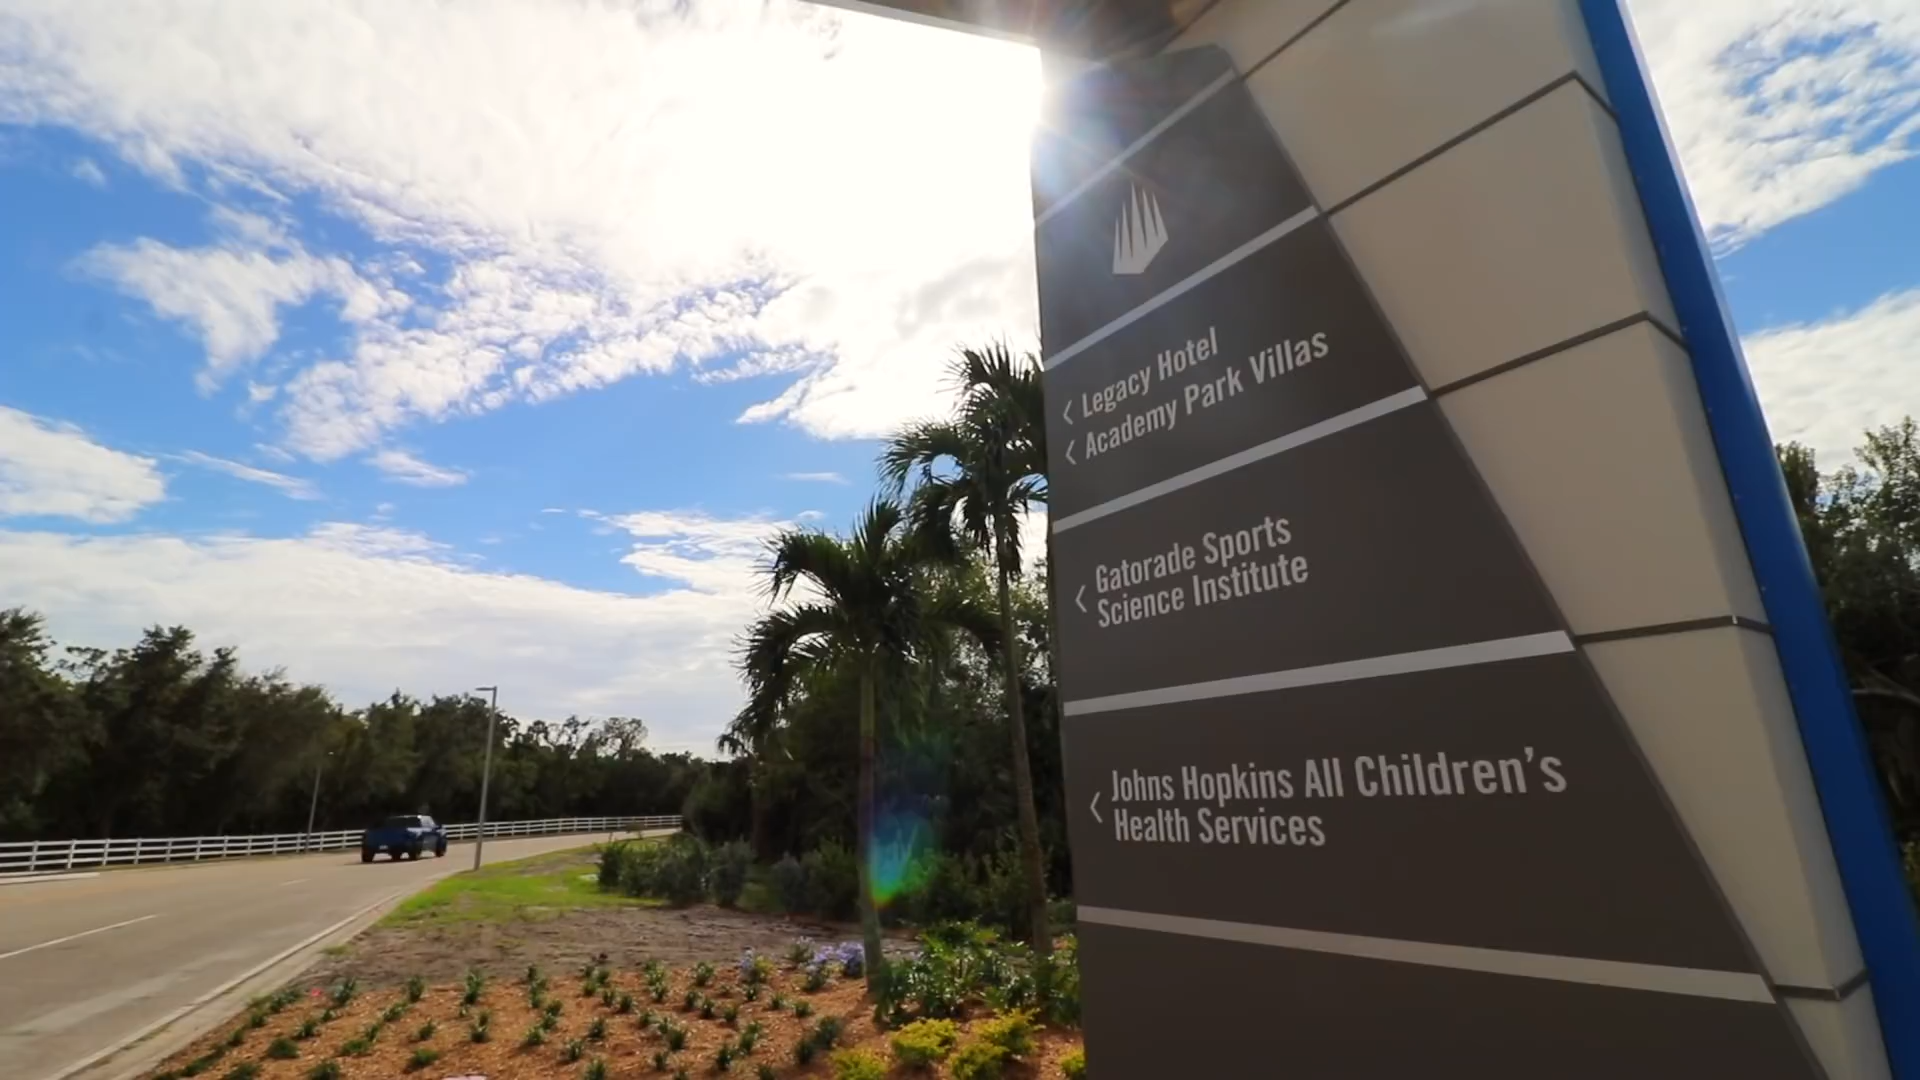 Legacy Hotel
Academy Park Villas
Gatorade Sports
Science Institute
Johns Hopkins All Children's
Health Services